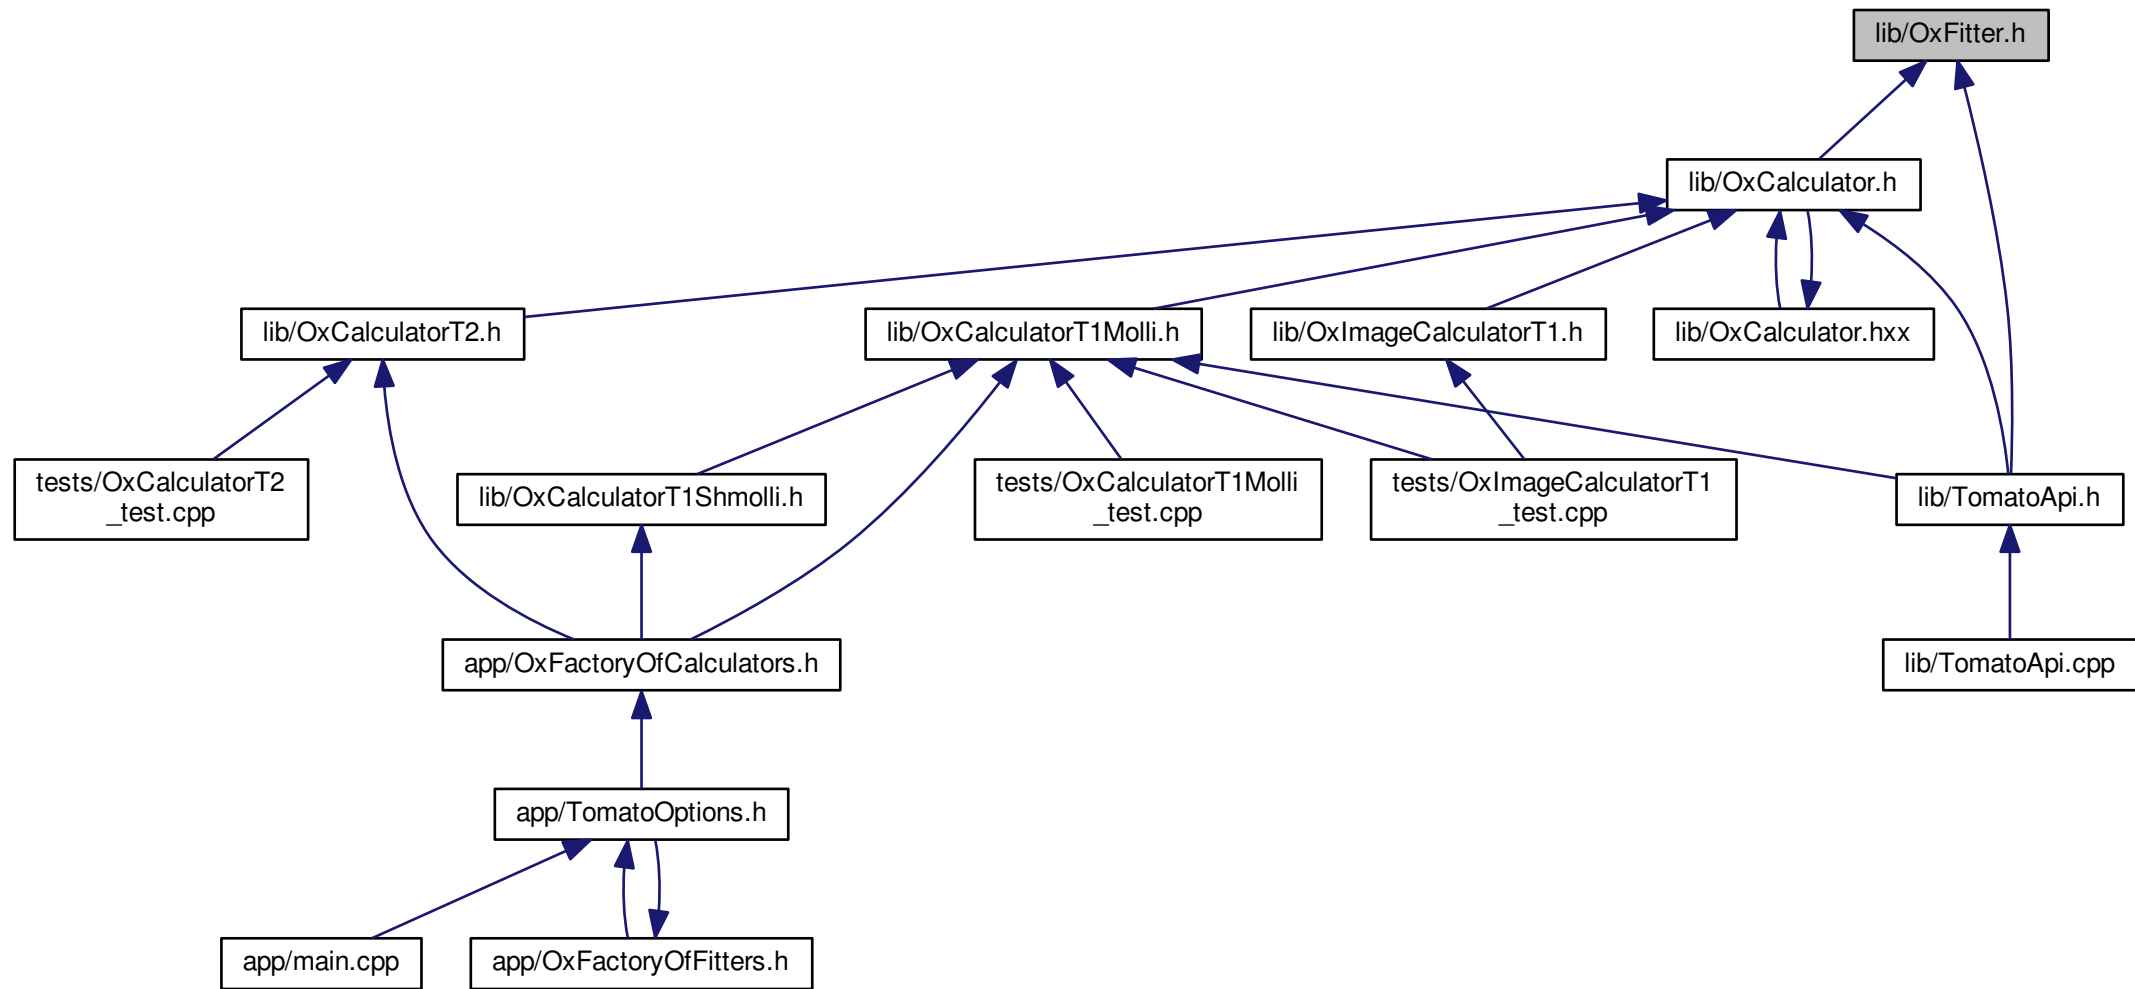 lib/OxFitter.h
lib/OxCalculator.h
lib/OxCalculatorT2.h
lib/OxCalculatorT1Molli.h
lib/OxImageCalculatorT1.h
lib/OxCalculator.hxx
tests/OxCalculatorT2
_test.cpp
lib/OxCalculatorT1Shmolli.h
tests/OxCalculatorT1Molli
_test.cpp
tests/OxImageCalculatorT1
_test.cpp
lib/TomatoApi.h
app/OxFactoryOfCalculators.h
lib/TomatoApi.cpp
app/TomatoOptions.h
app/main.cpp
app/OxFactoryOfFitters.h